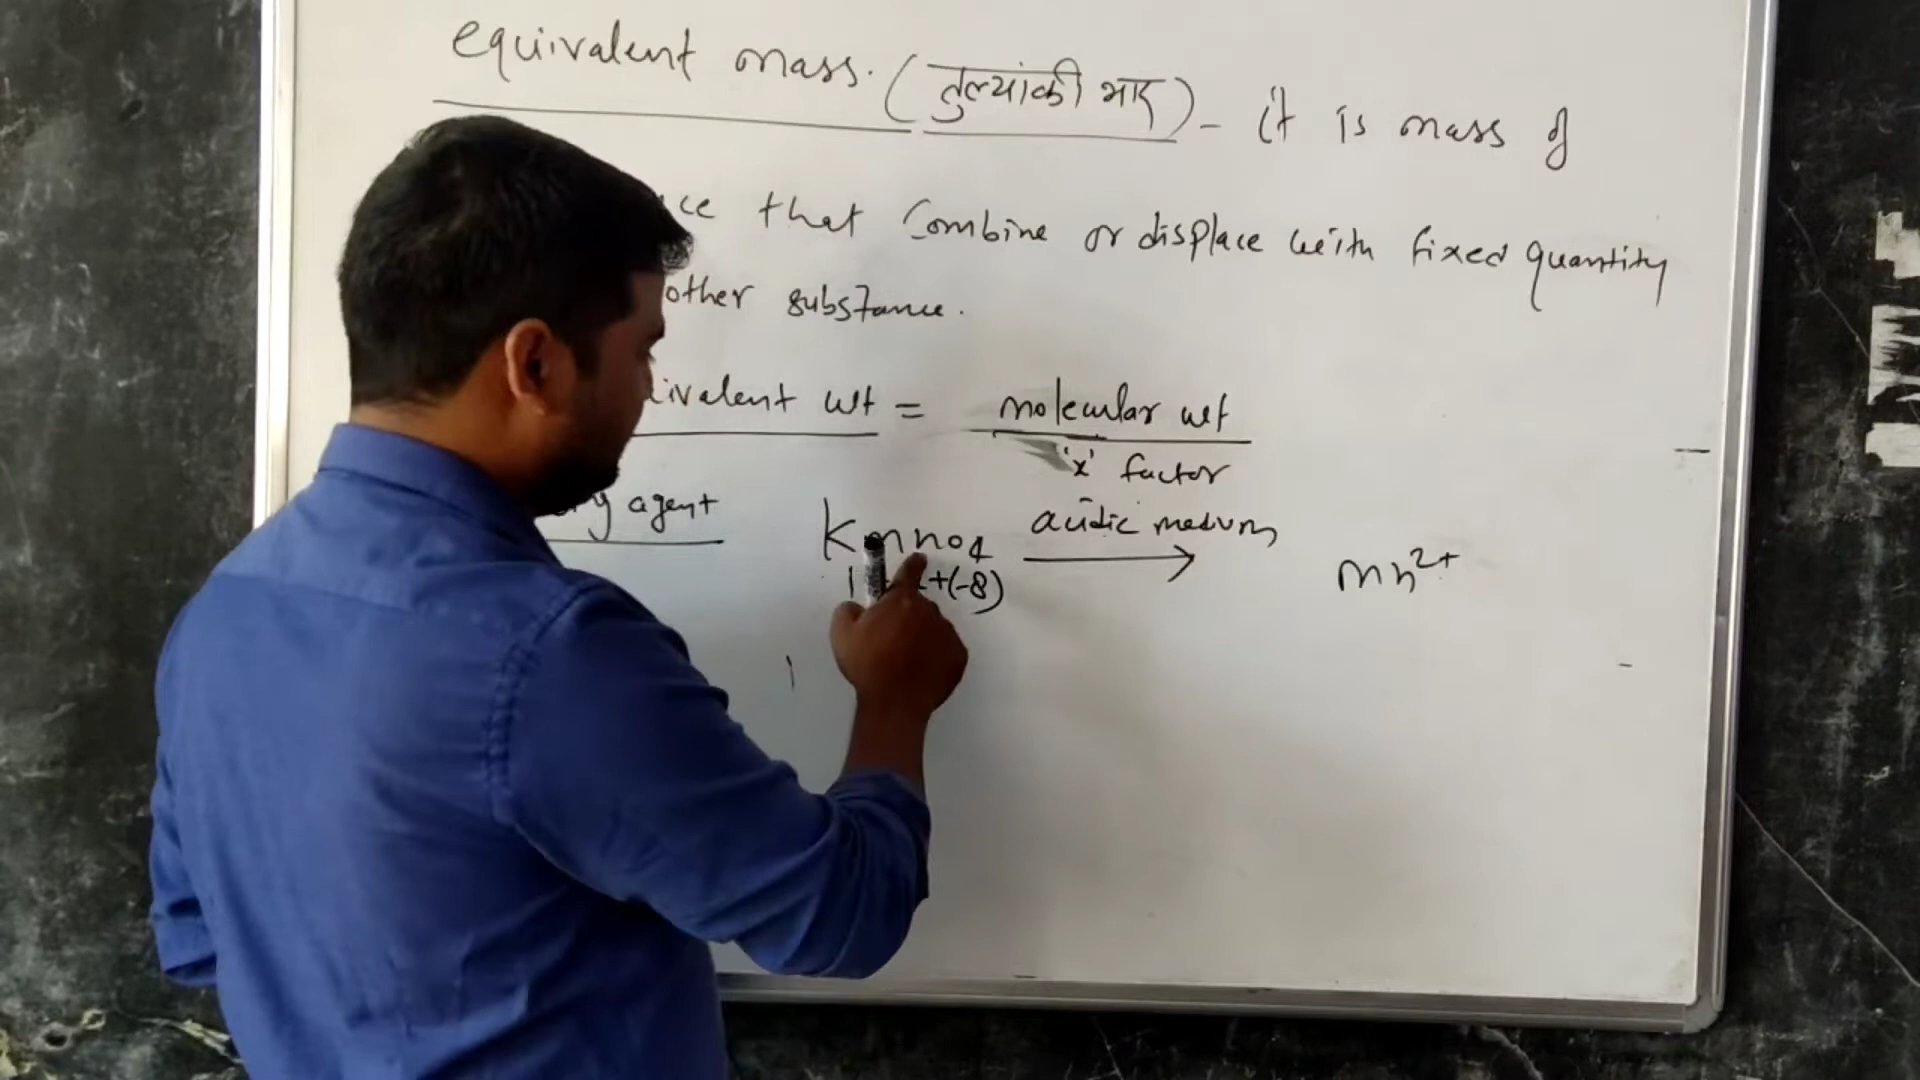 equivalent mass. (तुल्यांकी भार) - it is mass of
that combine or displace with fixed quantity
other substance.
wt = molecular wt
'x' factor
agent KMnO4 acidic medium Mn2+
1 +(-8)